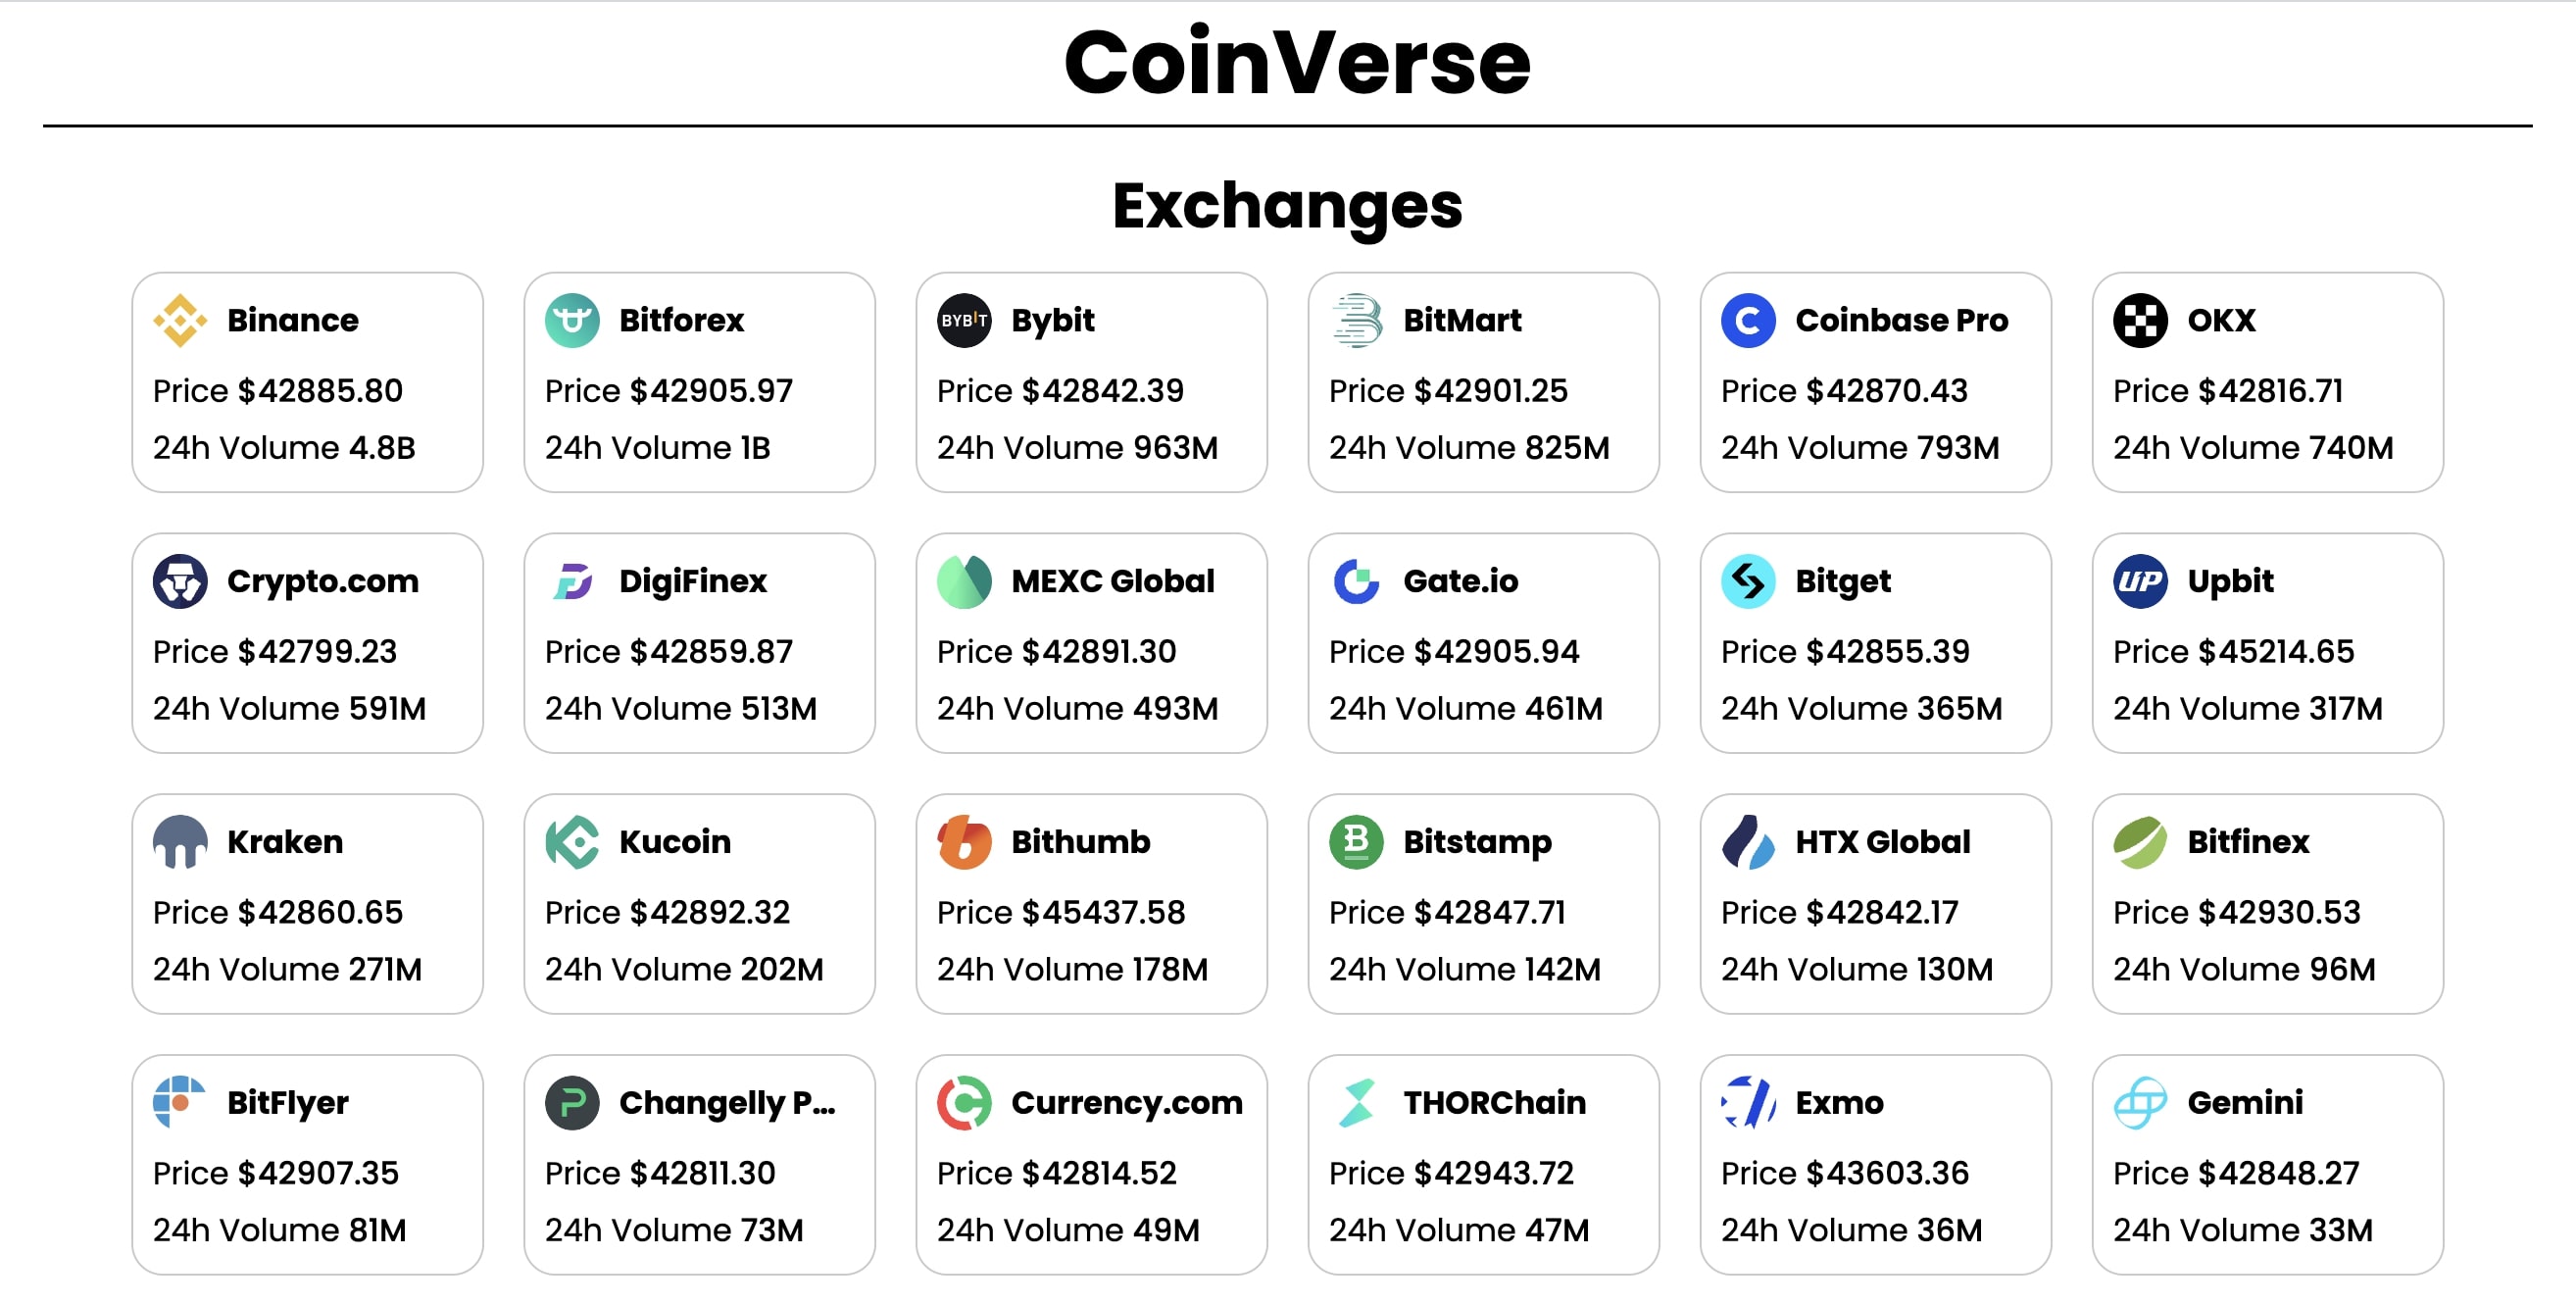 CoinVerse
Exchanges
Binance
Price $42885.80
24h Volume 4.8B
Bitforex
Price $42905.97
24h Volume 1B
BYBIT Bybit
Price $42842.39
24h Volume 963M
BitMart
Price $42901.25
24h Volume 825M
Coinbase Pro
Price $42870.43
24h Volume 793M
OKX
Price $42816.71
24h Volume 740M
Crypto.com
Price $42799.23
24h Volume 591M
DigiFinex
Price $42859.87
24h Volume 513M
MEXC Global
Price $42891.30
24h Volume 493M
Gate.io
Price $42905.94
24h Volume 461M
Bitget
Price $42855.39
24h Volume 365M
UP Upbit
Price $45214.65
24h Volume 317M
Kraken
Price $42860.65
24h Volume 271M
Kucoin
Price $42892.32
24h Volume 202M
Bithumb
Price $45437.58
24h Volume 178M
Bitstamp
Price $42847.71
24h Volume 142M
HTX Global
Price $42842.17
24h Volume 130M
Bitfinex
Price $42930.53
24h Volume 96M
BitFlyer
Price $42907.35
24h Volume 81M
Changelly P...
Price $42811.30
24h Volume 73M
Currency.com
Price $42814.52
24h Volume 49M
THORChain
Price $42943.72
24h Volume 47M
Exmo
Price $43603.36
24h Volume 36M
Gemini
Price $42848.27
24h Volume 33M